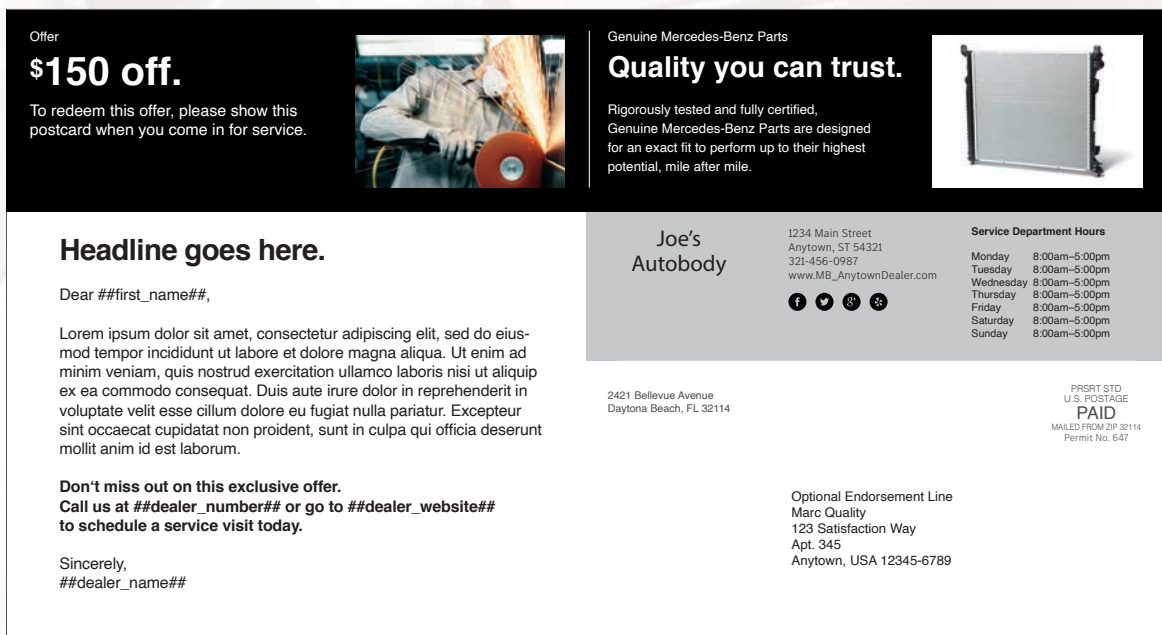 Offer
$150 off.
To redeem this offer, please show this
postcard when you come in for service.
Genuine Mercedes-Benz Parts
Quality you can trust.
Rigorously tested and fully certified,
Genuine Mercedes-Benz Parts are designed
for an exact fit to perform up to their highest
potential, mile after mile.
Headline goes here.
Dear ##first_name##,
Lorem ipsum dolor sit amet, consectetur adipiscing elit, sed do eius-
mod tempor incididunt ut labore et dolore magna aliqua. Ut enim ad
minim veniam, quis nostrud exercitation ullamco laboris nisi ut aliquip
ex ea commodo consequat. Duis aute irure dolor in reprehenderit in
voluptate velit esse cillum dolore eu fugiat nulla pariatur. Excepteur
sint occaecat cupidatat non proident, sunt in culpa qui officia deserunt
mollit anim id est laborum.
Don‘t miss out on this exclusive offer.
Call us at ##dealer_number## or go to ##dealer_website##
to schedule a service visit today.
Sincerely,
##dealer_name##
Joe’s
Autobody
1234 Main Street
Anytown, ST 54321
321-456-0987
www.MB_AnytownDealer.com
Service Department Hours
Monday 8:00am–5:00pm
Tuesday 8:00am–5:00pm
Wednesday 8:00am–5:00pm
Thursday 8:00am–5:00pm
Friday 8:00am–5:00pm
Saturday 8:00am–5:00pm
Sunday 8:00am–5:00pm
2421 Bellevue Avenue
Daytona Beach, FL 32114
PRSRT STD
U.S. POSTAGE
PAID
MAILED FROM ZIP 32114
Permit No. 647
Optional Endorsement Line
Marc Quality
123 Satisfaction Way
Apt. 345
Anytown, USA 12345-6789